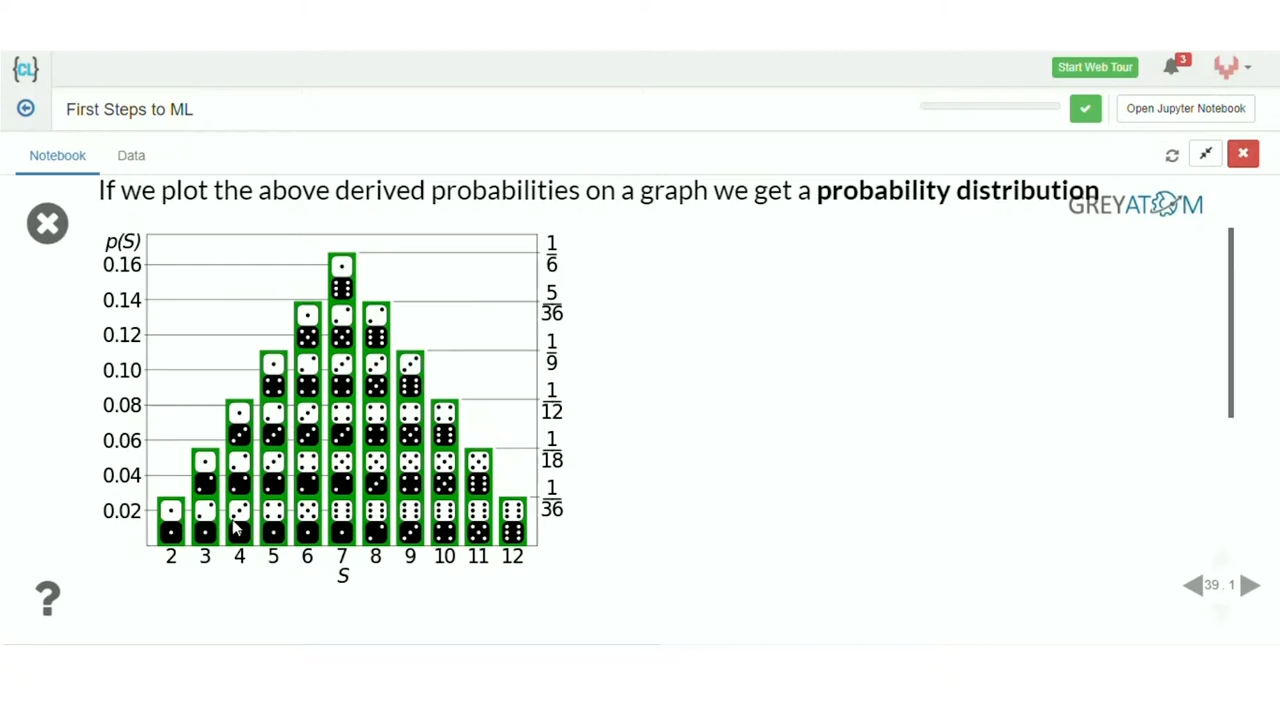 {CL}
Start Web Tour
3
First Steps to ML
Open Jupyter Notebook
Notebook
Data
If we plot the above derived probabilities on a graph we get a probability distribution
GREYATOM
p(S)
0.16
0.14
0.12
0.10
0.08
0.06
0.04
0.02
1
6
5
36
1
9
1
12
1
18
1
36
2 3 4 5 6 7 8 9 10 11 12
S
?
39 . 1